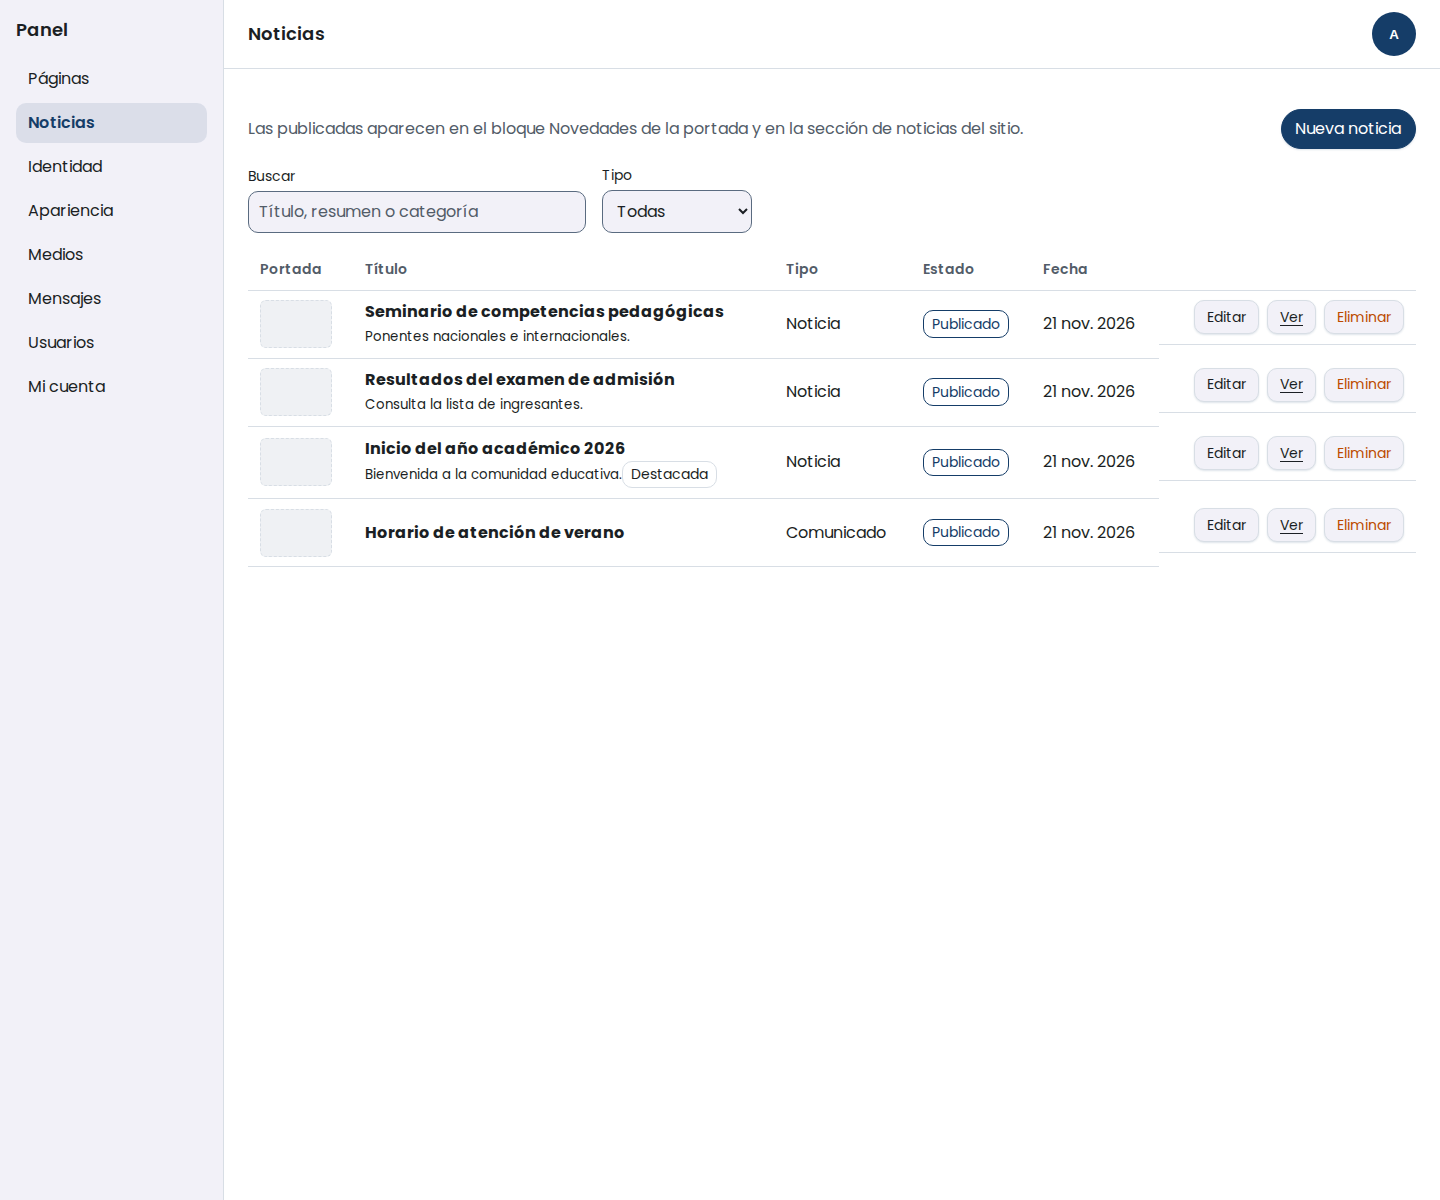 Panel
Páginas
Noticias
Identidad
Apariencia
Medios
Mensajes
Usuarios
Mi cuenta
Noticias
A
Las publicadas aparecen en el bloque Novedades de la portada y en la sección de noticias del sitio.
Nueva noticia
Buscar
Tipo
Título, resumen o categoría
Todas
Portada Título Tipo Estado Fecha
Seminario de competencias pedagógicas
Ponentes nacionales e internacionales.
Noticia Publicado 21 nov. 2026 Editar Ver Eliminar
Resultados del examen de admisión
Consulta la lista de ingresantes.
Noticia Publicado 21 nov. 2026 Editar Ver Eliminar
Inicio del año académico 2026
Bienvenida a la comunidad educativa. Destacada
Noticia Publicado 21 nov. 2026 Editar Ver Eliminar
Horario de atención de verano
Comunicado Publicado 21 nov. 2026 Editar Ver Eliminar